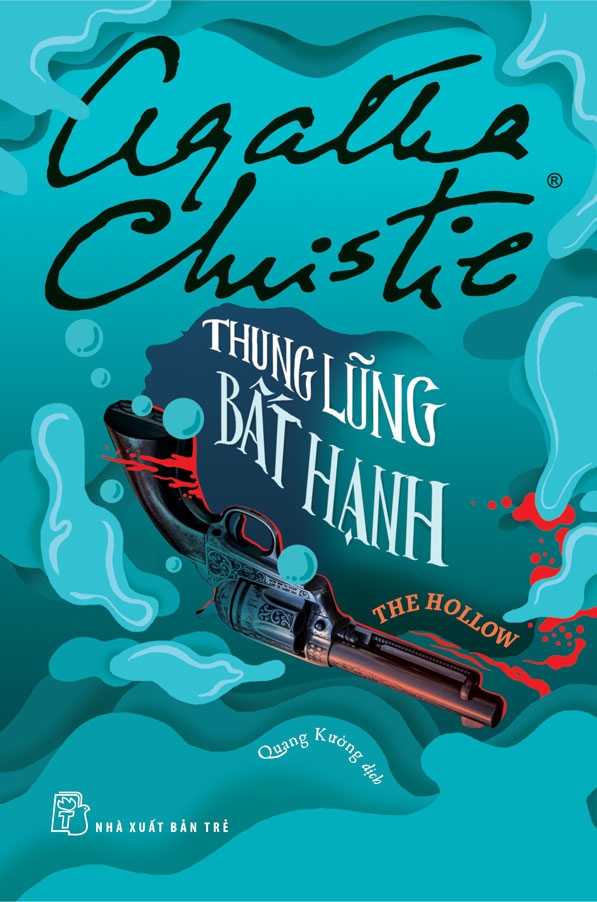 Agatha
Christie
®
THUNG LŨNG
BẤT HẠNH
THE HOLLOW
Quang Kường dịch
T
NHÀ XUẤT BẢN TRẺ